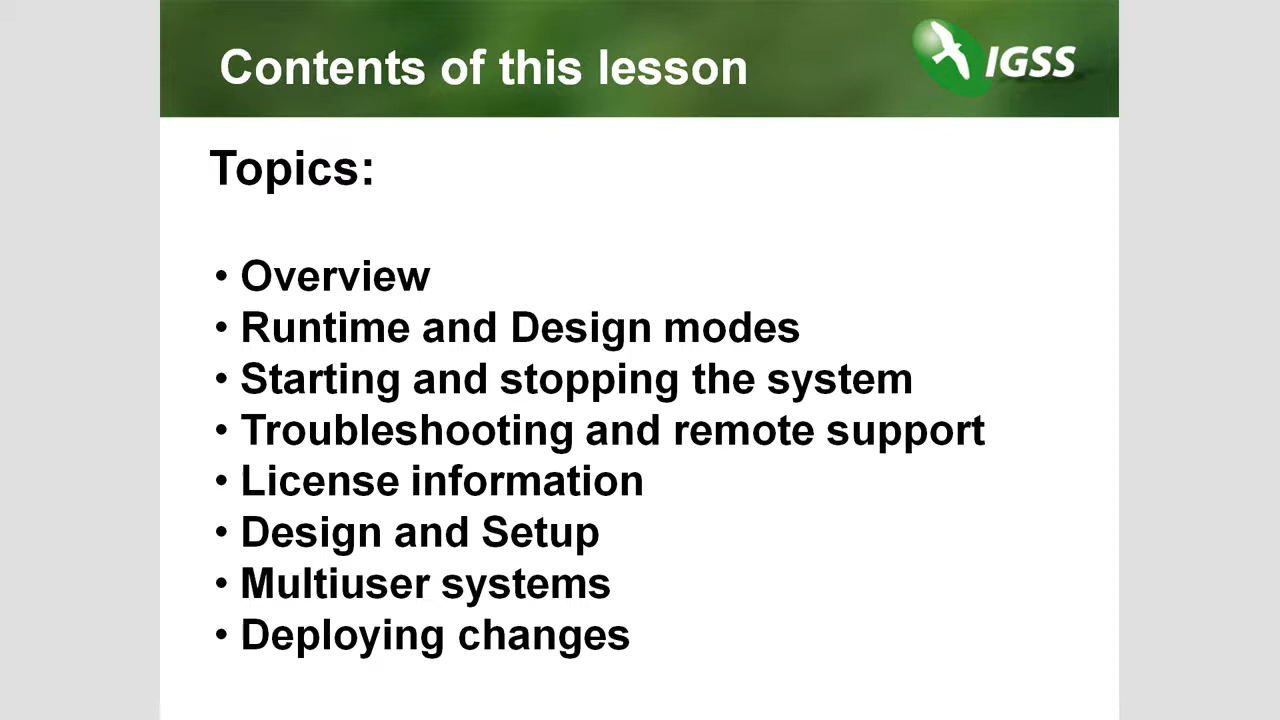 Contents of this lesson
IGSS
Topics:
• Overview
• Runtime and Design modes
• Starting and stopping the system
• Troubleshooting and remote support
• License information
• Design and Setup
• Multiuser systems
• Deploying changes